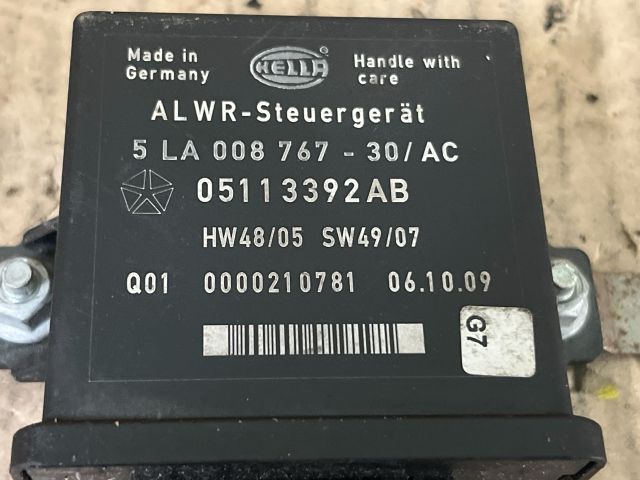 Made in Germany
HELLA
Handle with care
ALWR-Steuergerät
5 LA 008 767 - 30/ AC
05113392AB
HW48/05 SW49/07
Q01 0000210781 06.10.09
G7